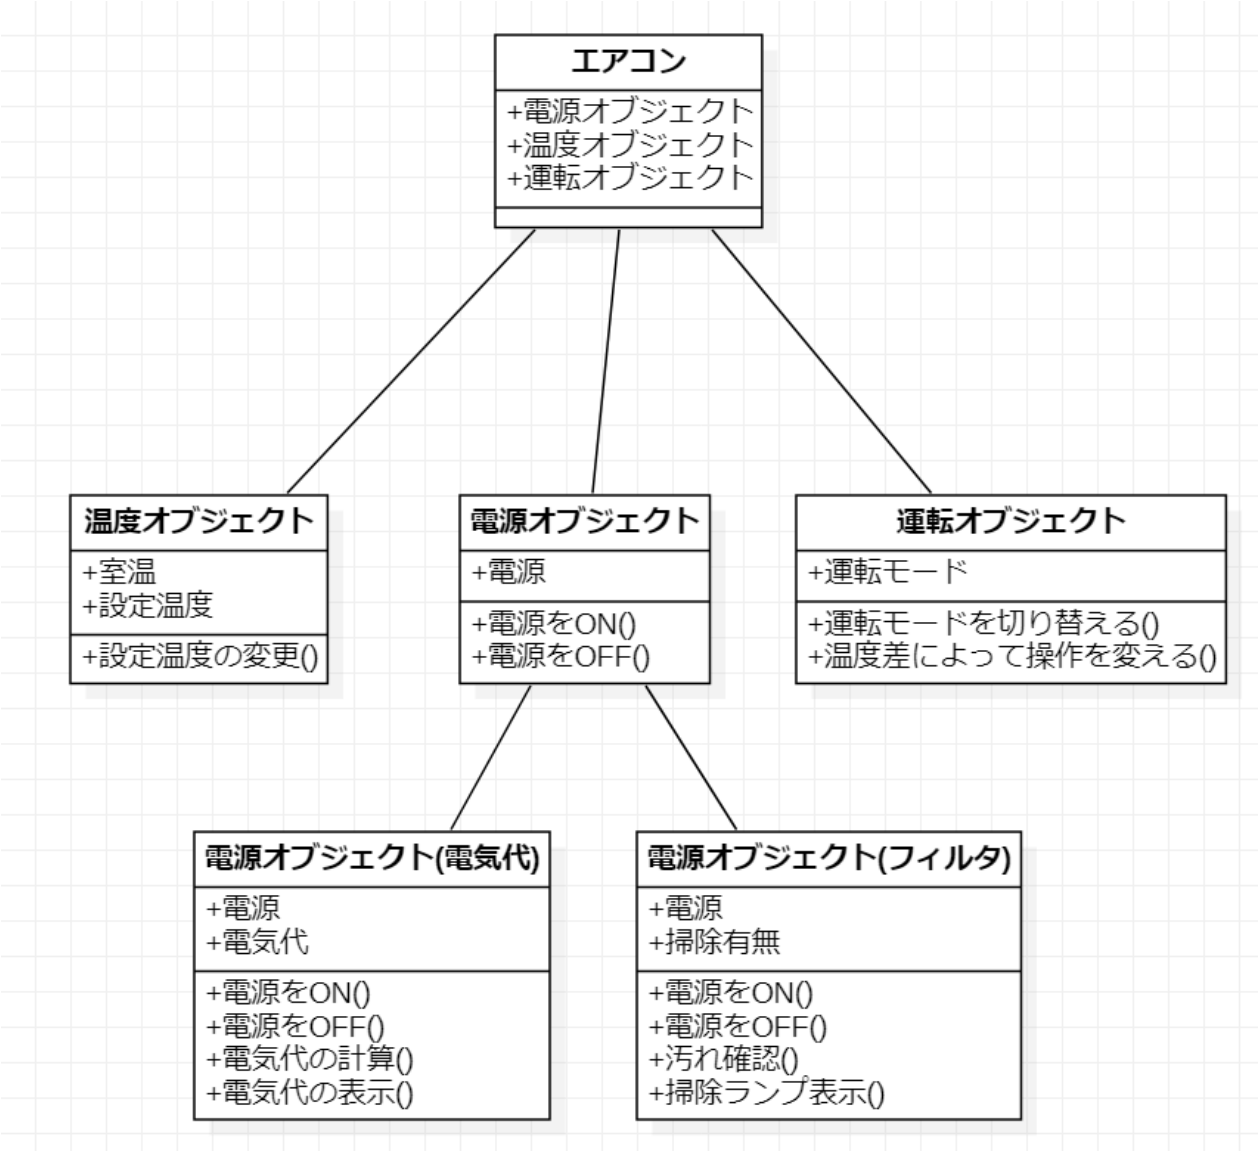 エアコン
+電源オブジェクト
+温度オブジェクト
+運転オブジェクト
温度オブジェクト
+室温
+設定温度
+設定温度の変更()
電源オブジェクト
+電源
+電源をON()
+電源をOFF()
運転オブジェクト
+運転モード
+運転モードを切り替える()
+温度差によって操作を変える()
電源オブジェクト(電気代)
+電源
+電気代
+電源をON()
+電源をOFF()
+電気代の計算()
+電気代の表示()
電源オブジェクト(フィルタ)
+電源
+掃除有無
+電源をON()
+電源をOFF()
+汚れ確認()
+掃除ランプ表示()